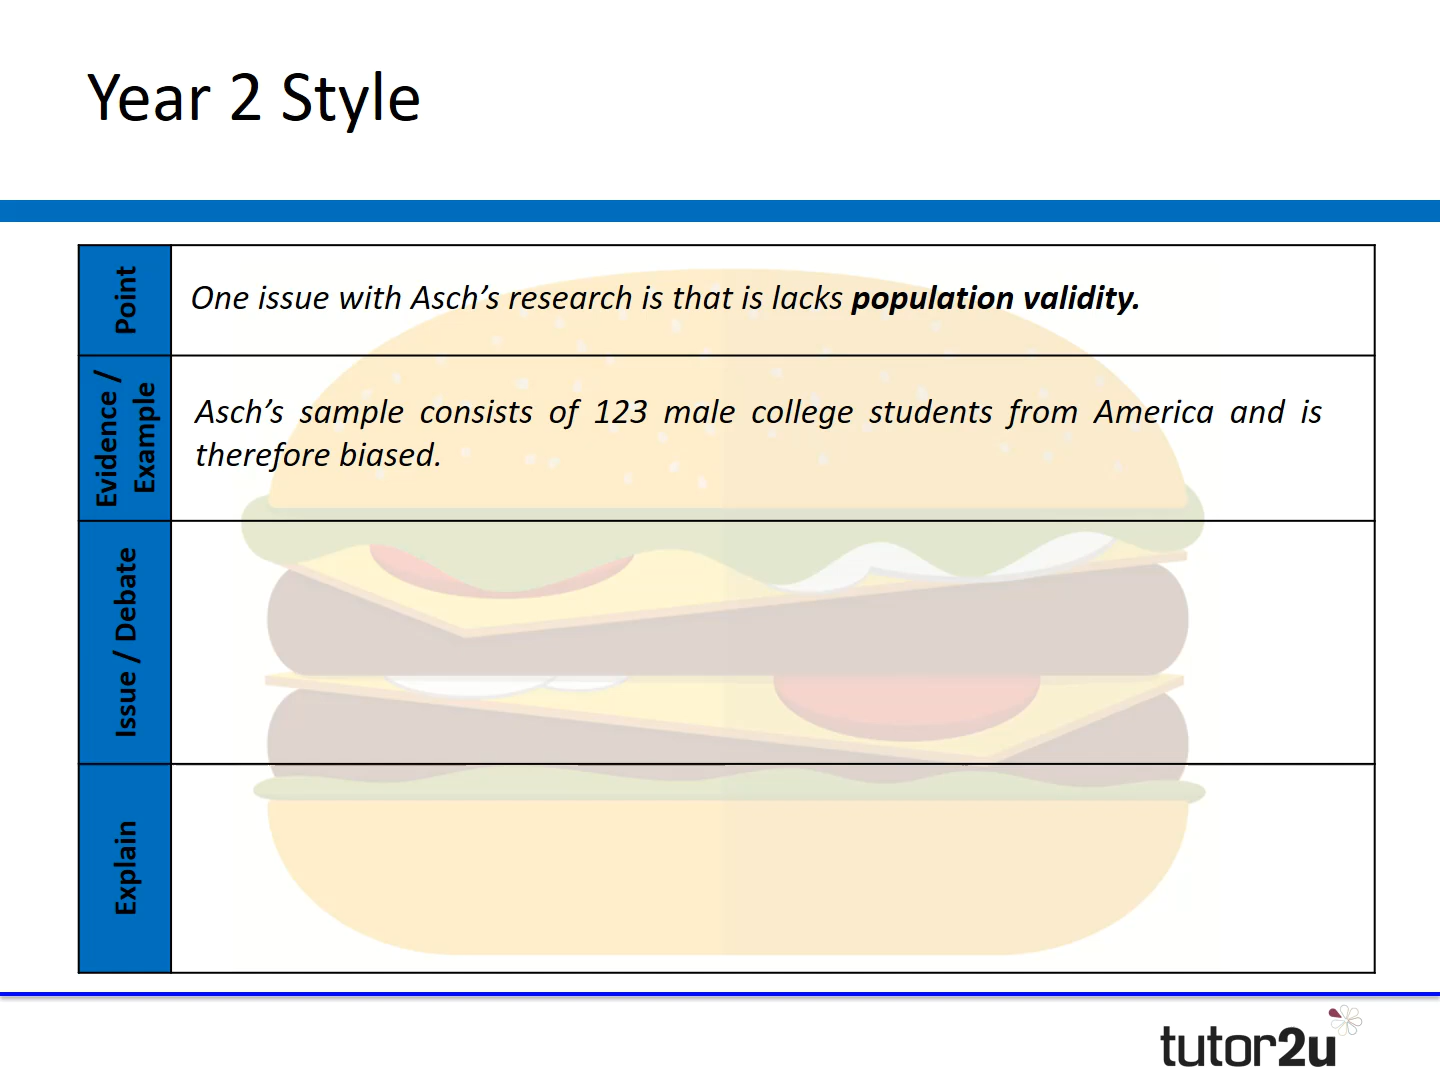 Year 2 Style
Point
One issue with Asch’s research is that is lacks population validity.
Evidence /
Example
Asch’s sample consists of 123 male college students from America and is
therefore biased.
Issue / Debate
Explain
tutor2u